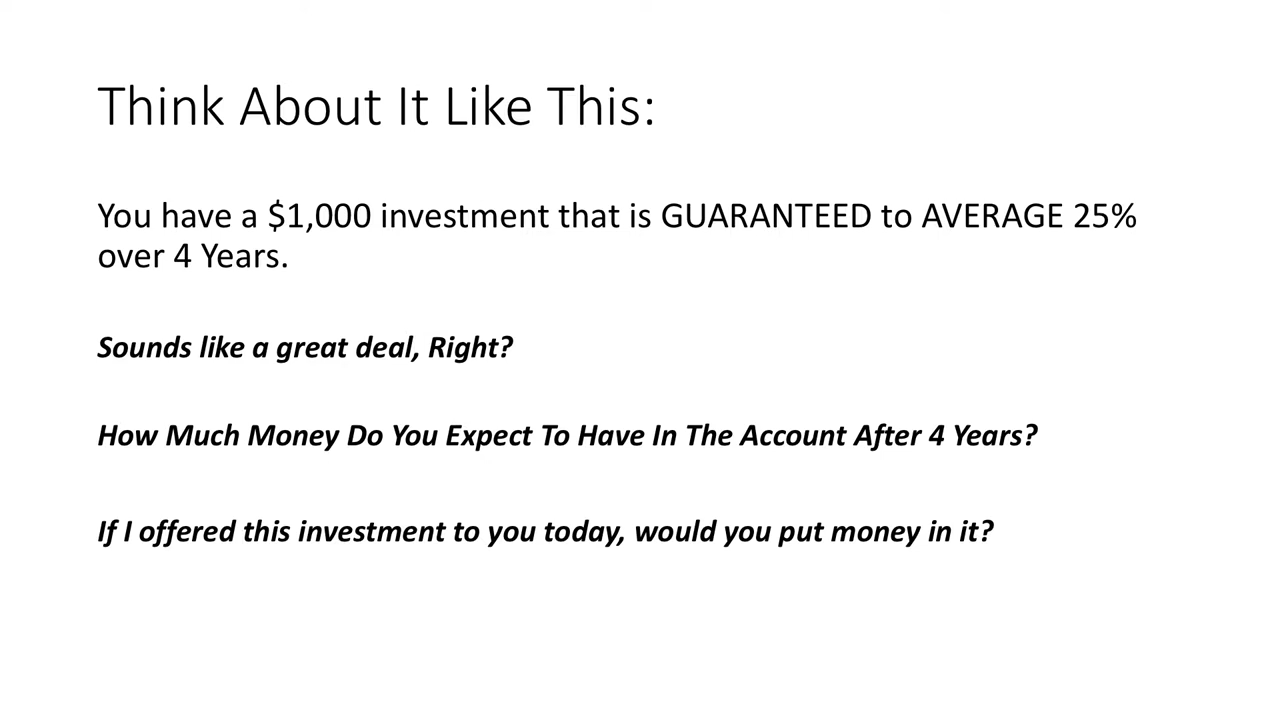 Think About It Like This:
You have a $1,000 investment that is GUARANTEED to AVERAGE 25%
over 4 Years.
Sounds like a great deal, Right?
How Much Money Do You Expect To Have In The Account After 4 Years?
If I offered this investment to you today, would you put money in it?